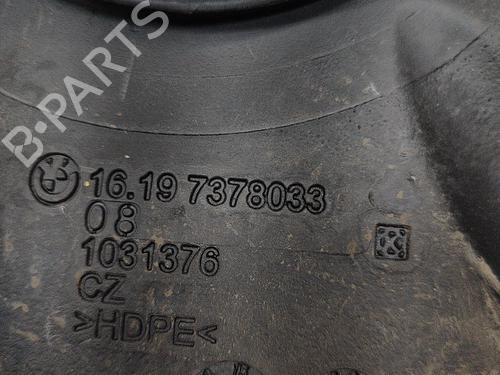 B-PARTS
16.19 7378033
08
1031376
CZ
>HDPE<